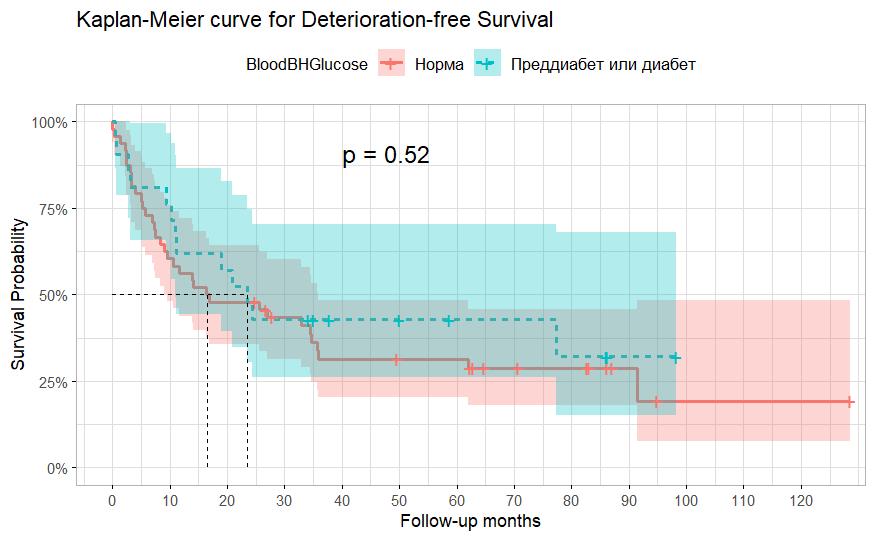 Kaplan-Meier curve for Deterioration-free Survival
BloodBHGlucose Норма Преддиабет или диабет
100%
p = 0.52
75%
50%
25%
0%
Survival Probability
0 10 20 30 40 50 60 70 80 90 100 110 120
Follow-up months